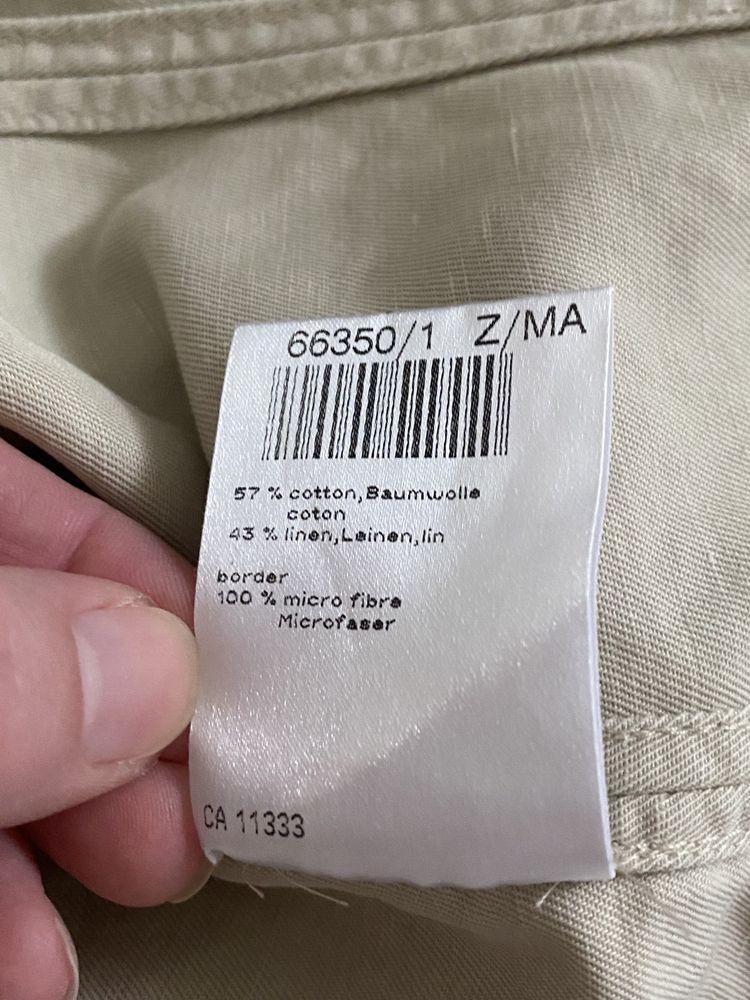 66350/1 Z/MA
57 % cotton,Baumwolle
coton
43 % linen,Leinen,lin
border
100 % micro fibre
Microfaser
CA 11333